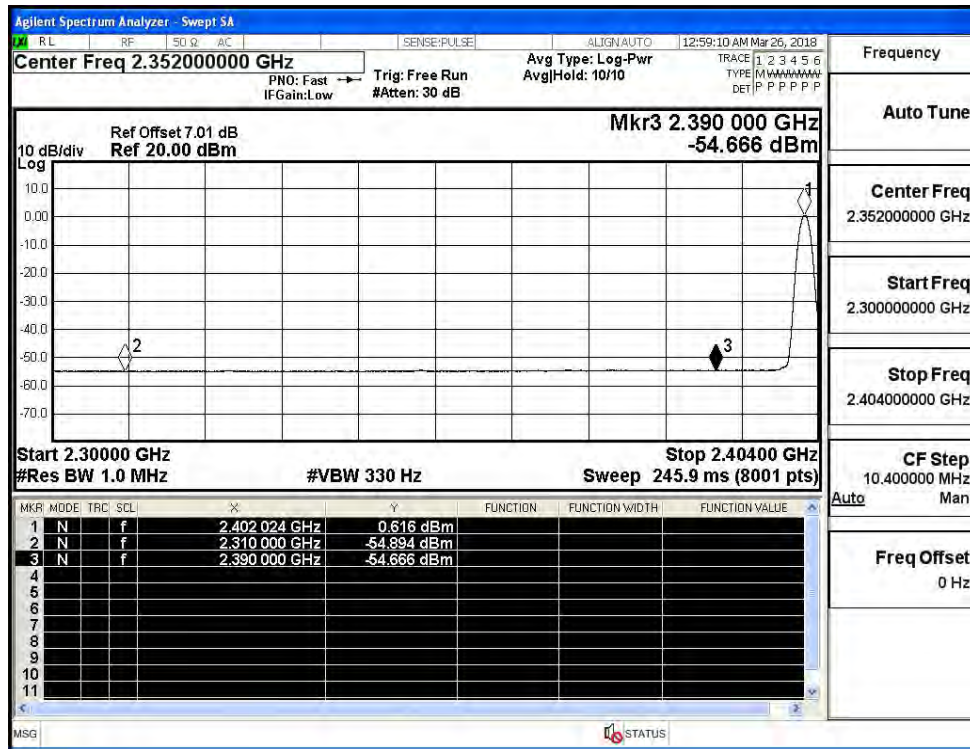 Agilent Spectrum Analyzer - Swept SA
LXI RL RF 50 Ω AC SENSE:PULSE ALIGNAUTO 12:59:10 AM Mar 26, 2018
Center Freq 2.352000000 GHz
PNO: Fast
IFGain:Low
Trig: Free Run
#Atten: 30 dB
Avg Type: Log-Pwr
Avg|Hold: 10/10
TRACE 1 2 3 4 5 6
TYPE MWWWWW
DET P P P P P P
Mkr3 2.390 000 GHz
-54.666 dBm
Ref Offset 7.01 dB
10 dB/div Ref 20.00 dBm
Log
10.0
0.00
-10.0
-20.0
-30.0
-40.0
-50.0
-60.0
-70.0
1
2
3
Start 2.30000 GHz Stop 2.40400 GHz
#Res BW 1.0 MHz #VBW 330 Hz Sweep 245.9 ms (8001 pts)
MKR MODE TRC SCL X Y FUNCTION FUNCTION WIDTH FUNCTION VALUE
1 N f 2.402 024 GHz 0.616 dBm
2 N f 2.310 000 GHz -54.894 dBm
3 N f 2.390 000 GHz -54.666 dBm
4
5
6
7
8
9
10
11
MSG STATUS
Frequency
Auto Tune
Center Freq
2.352000000 GHz
Start Freq
2.300000000 GHz
Stop Freq
2.404000000 GHz
CF Step
10.400000 MHz
Auto Man
Freq Offset
0 Hz